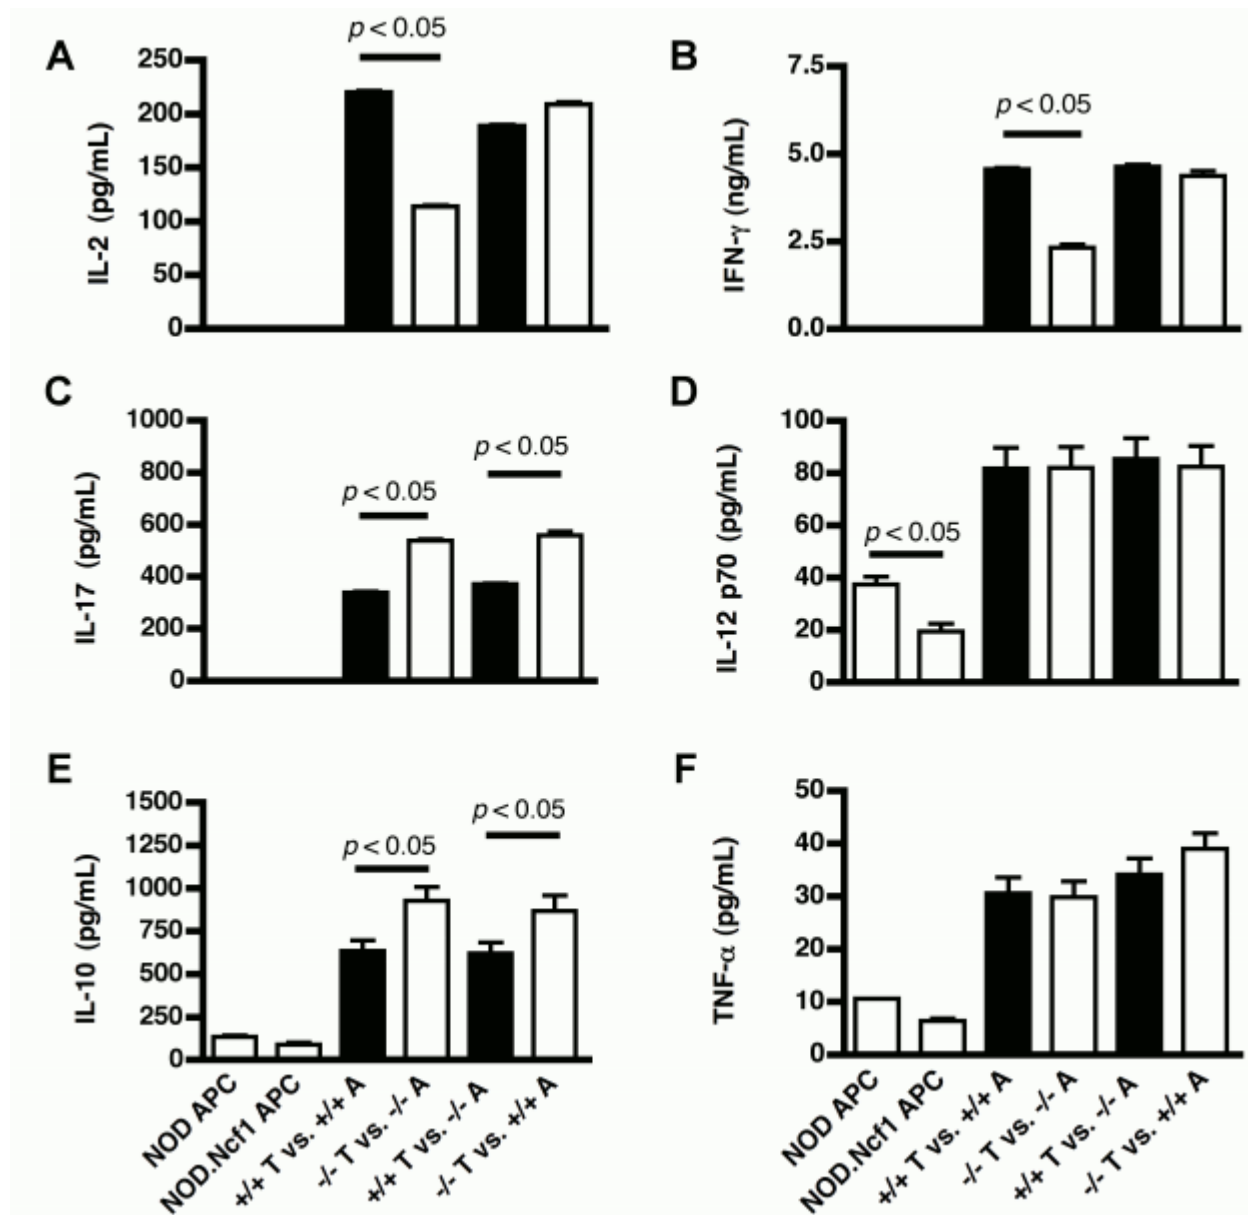 A
p < 0.05
250
200
150
100
50
0
IL-2 (pg/mL)
B
p < 0.05
7.5
5.0
2.5
0.0
IFN-γ (ng/mL)
C
p < 0.05
p < 0.05
1000
800
600
400
200
0
IL-17 (pg/mL)
D
p < 0.05
100
80
60
40
20
0
IL-12 p70 (pg/mL)
E
p < 0.05
p < 0.05
1500
1250
1000
750
500
250
0
IL-10 (pg/mL)
NOD APC
NOD.Ncf1 APC
+/+ T vs. +/+ A
-/- T vs. -/- A
+/+ T vs. -/- A
-/- T vs. +/+ A
F
50
40
30
20
10
0
TNF-α (pg/mL)
NOD APC
NOD.Ncf1 APC
+/+ T vs. +/+ A
-/- T vs. -/- A
+/+ T vs. -/- A
-/- T vs. +/+ A